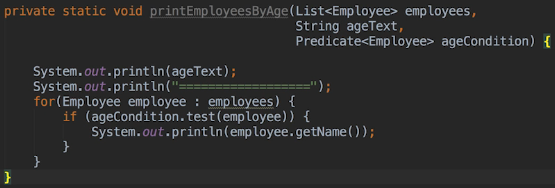 private static void printEmployeesByAge(List<Employee> employees,
                                        String ageText,
                                        Predicate<Employee> ageCondition) {
    System.out.println(ageText);
    System.out.println("==================");
    for(Employee employee : employees) {
        if (ageCondition.test(employee)) {
            System.out.println(employee.getName());
        }
    }
}